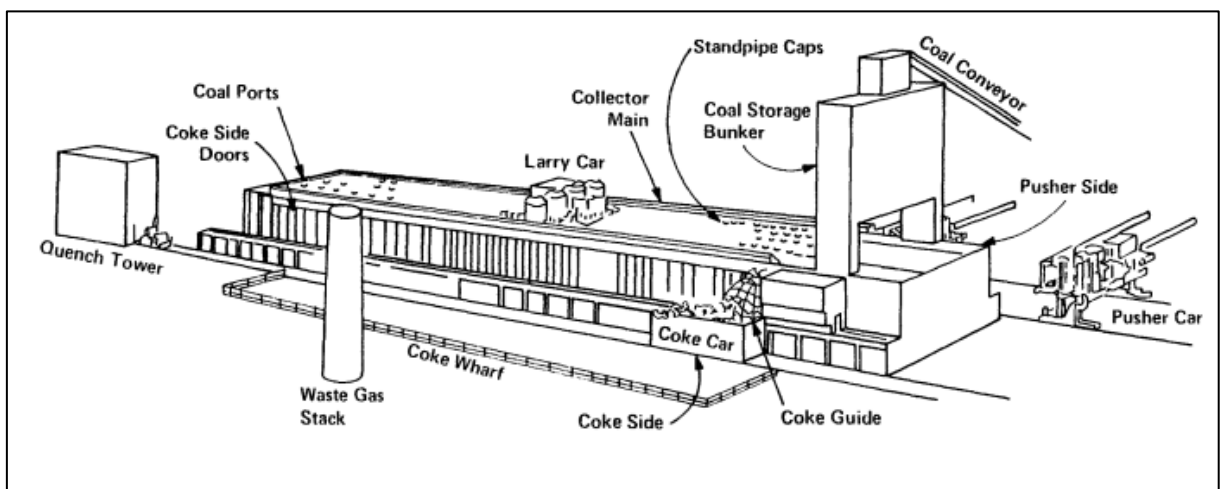 Standpipe Caps
Coal Conveyor
Coal Ports
Collector
Main
Coal Storage
Bunker
Coke Side
Doors
Larry Car
Pusher Side
Quench Tower
Pusher Car
Coke Car
Coke Wharf
Waste Gas
Stack
Coke Side
Coke Guide